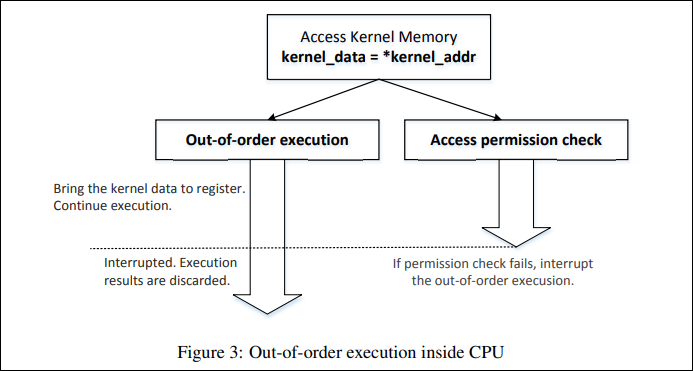 Access Kernel Memory
kernel_data = *kernel_addr
Out-of-order execution
Access permission check
Bring the kernel data to register.
Continue execution.
Interrupted. Execution
results are discarded.
If permission check fails, interrupt
the out-of-order execusion.
Figure 3: Out-of-order execution inside CPU